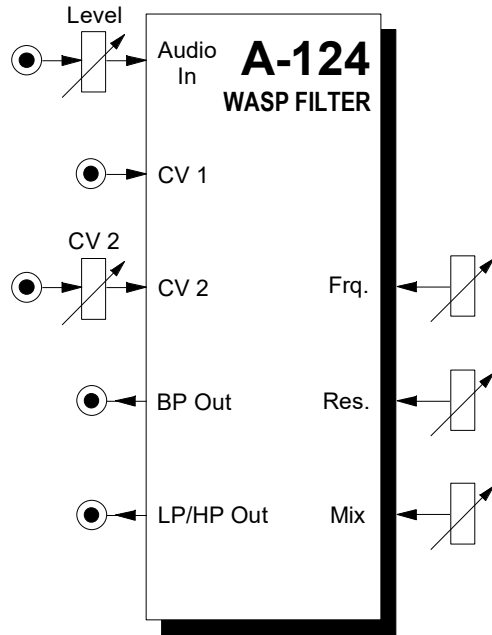 Level
Audio
In
A-124
WASP FILTER
CV 1
CV 2
CV 2
Frq.
BP Out
Res.
LP/HP Out
Mix